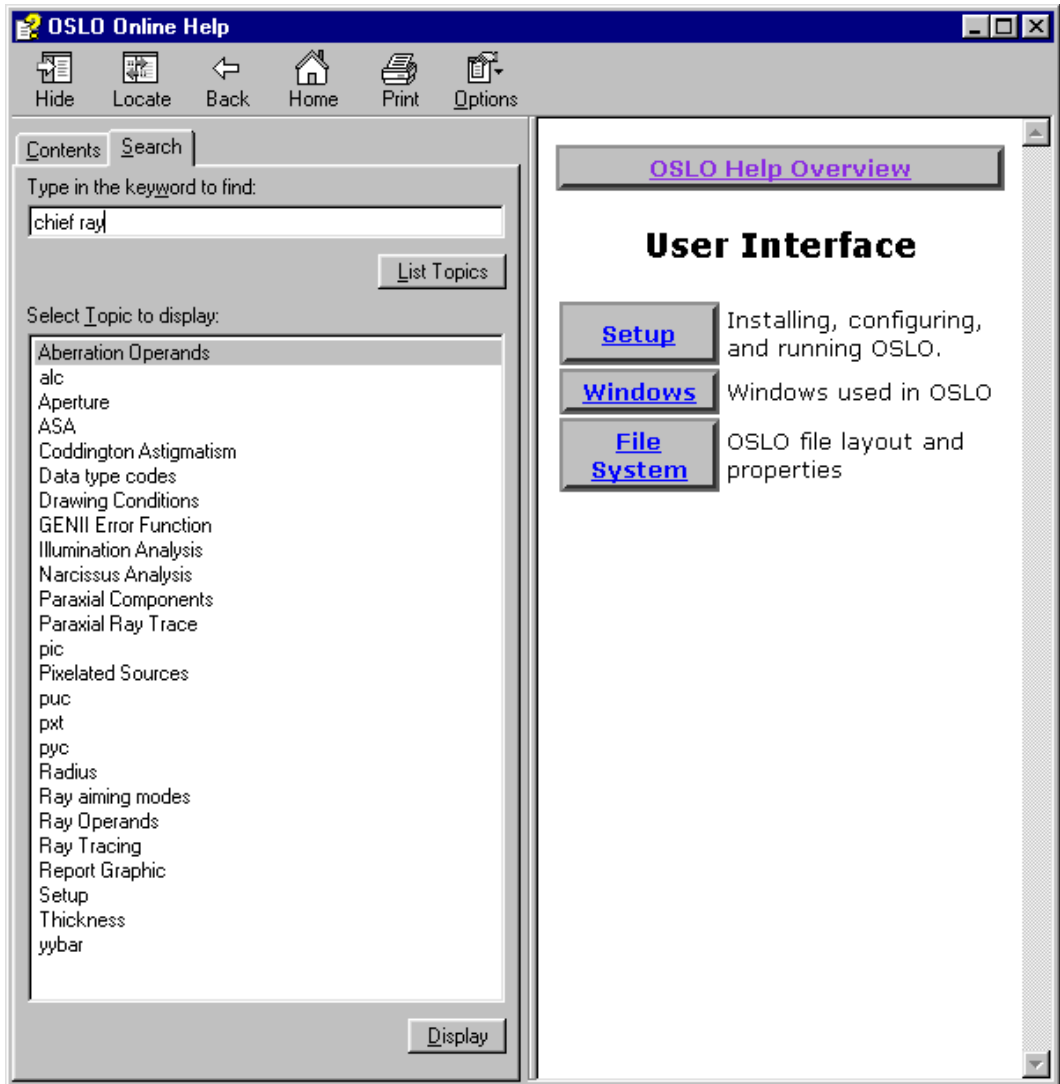 OSLO Online Help
Hide Locate Back Home Print Options
Contents Search
Type in the keyword to find:
chief ray
List Topics
Select Topic to display:
Aberration Operands
alc
Aperture
ASA
Coddington Astigmatism
Data type codes
Drawing Conditions
GENII Error Function
Illumination Analysis
Narcissus Analysis
Paraxial Components
Paraxial Ray Trace
pic
Pixelated Sources
puc
pxt
pyc
Radius
Ray aiming modes
Ray Operands
Ray Tracing
Report Graphic
Setup
Thickness
yybar
Display
OSLO Help Overview
User Interface
Setup
Installing, configuring,
and running OSLO.
Windows
Windows used in OSLO
File
System
OSLO file layout and
properties